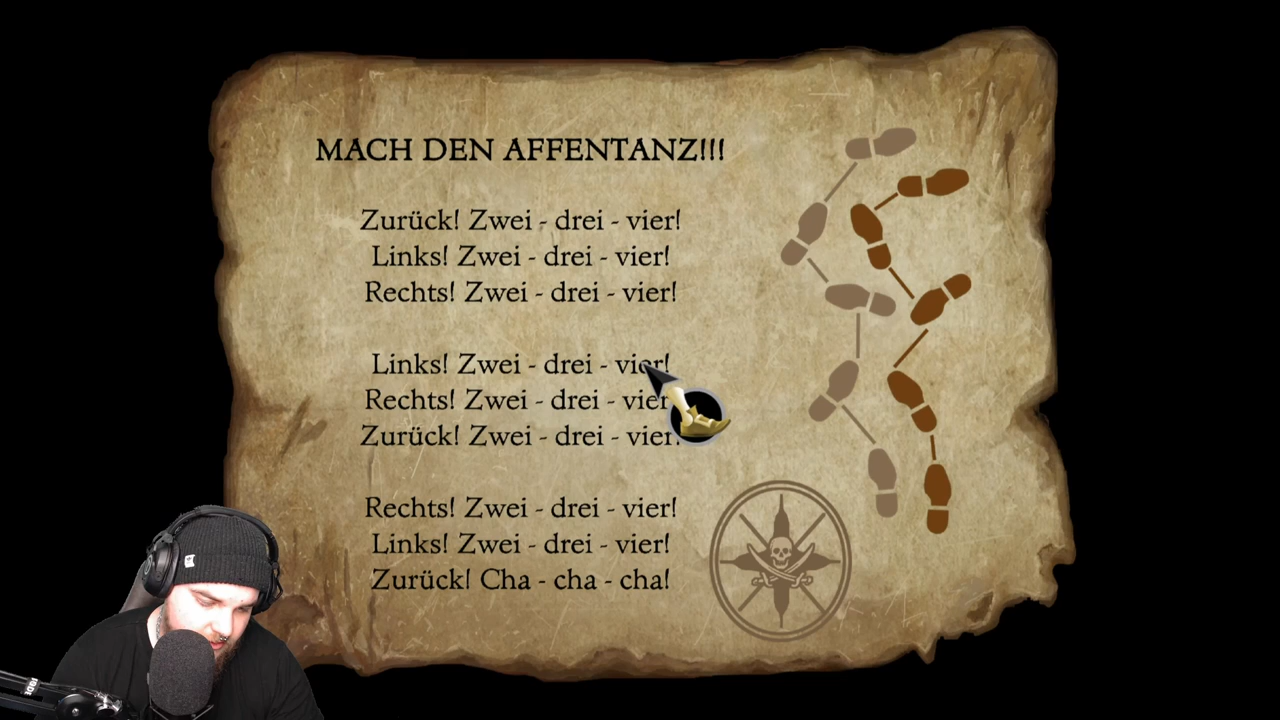 MACH DEN AFFENTANZ!!!
Zurück! Zwei - drei - vier!
Links! Zwei - drei - vier!
Rechts! Zwei - drei - vier!
Links! Zwei - drei - vier!
Rechts! Zwei - drei - vier
Zurück! Zwei - drei - vier!
Rechts! Zwei - drei - vier!
Links! Zwei - drei - vier!
Zurück! Cha - cha - cha!